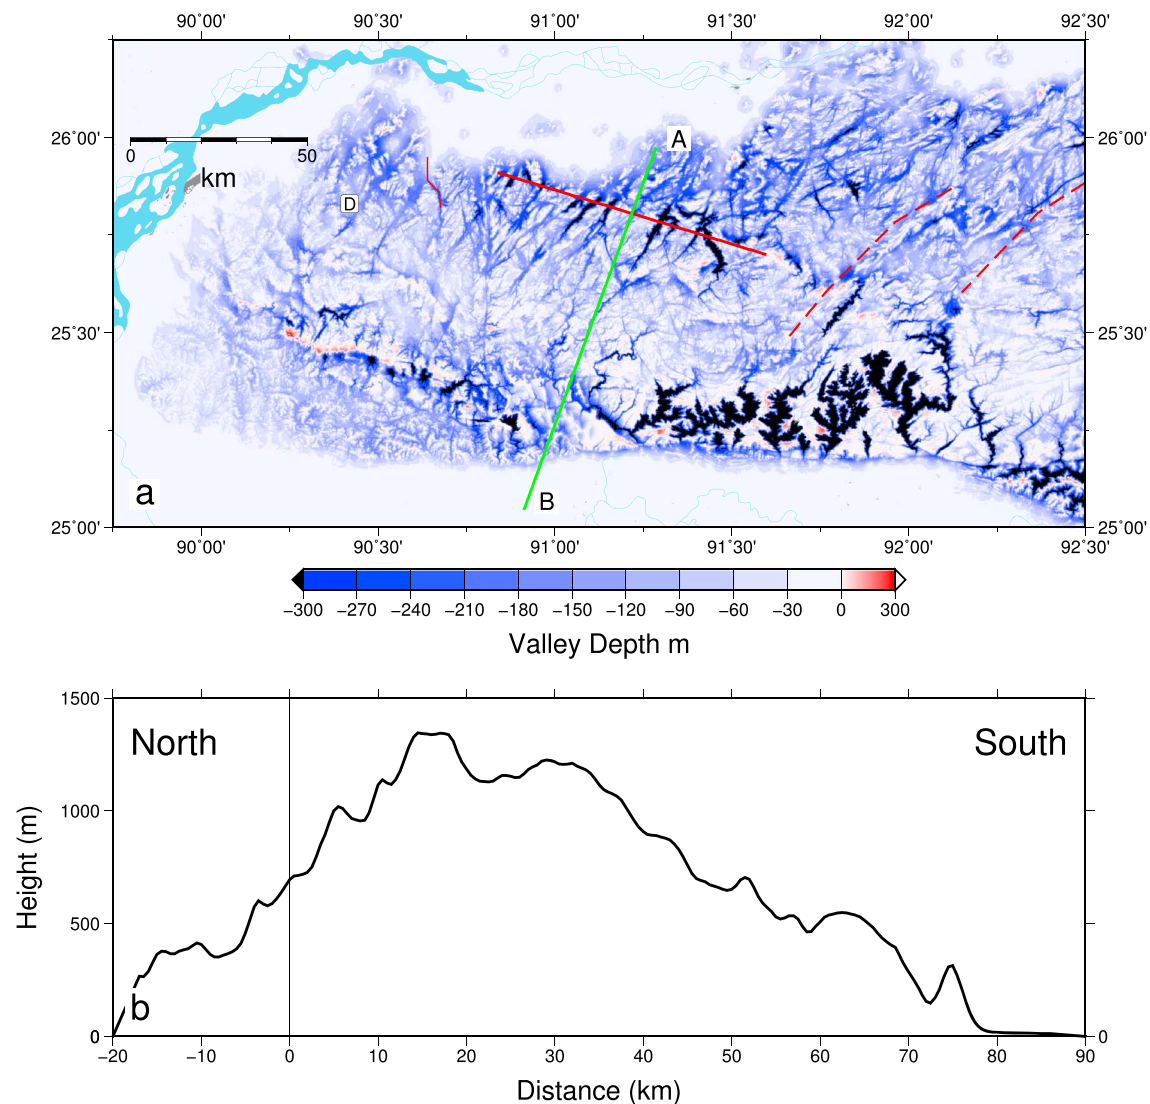 90˚00' 90˚30' 91˚00' 91˚30' 92˚00' 92˚30'
26˚00' 26˚00'
A
0 50
km
D
25˚30' 25˚30'
a
B
25˚00' 25˚00'
90˚00' 90˚30' 91˚00' 91˚30' 92˚00' 92˚30'
−300 −270 −240 −210 −180 −150 −120 −90 −60 −30 0 300
Valley Depth m
1500
North South
1000
Height (m)
500
b
0 0
−20 −10 0 10 20 30 40 50 60 70 80 90
Distance (km)